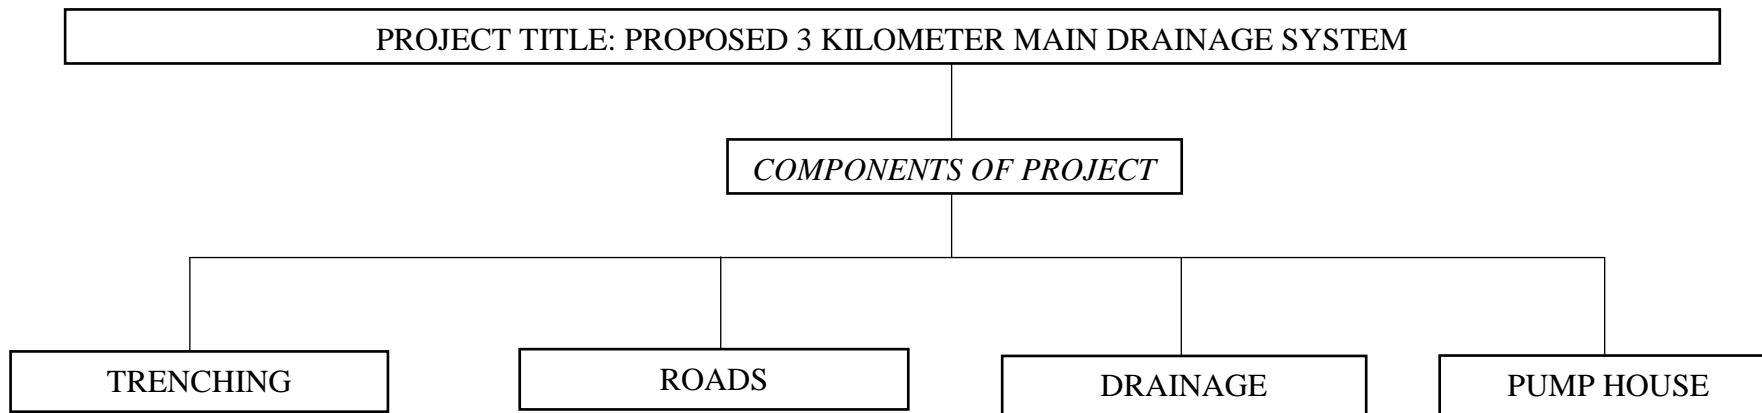 PROJECT TITLE: PROPOSED 3 KILOMETER MAIN DRAINAGE SYSTEM
COMPONENTS OF PROJECT
TRENCHING
ROADS
DRAINAGE
PUMP HOUSE